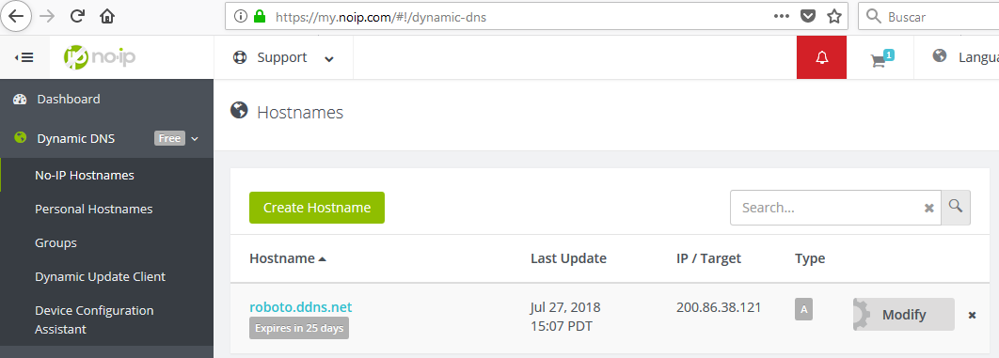 https://my.noip.com/#!/dynamic-dns
Buscar
no-ip
Support
1
Langu
Dashboard
Dynamic DNS Free
No-IP Hostnames
Personal Hostnames
Groups
Dynamic Update Client
Device Configuration
Assistant
Hostnames
Create Hostname
Search...
Hostname Last Update IP / Target Type
roboto.ddns.net Jul 27, 2018 200.86.38.121 A Modify
Expires in 25 days 15:07 PDT